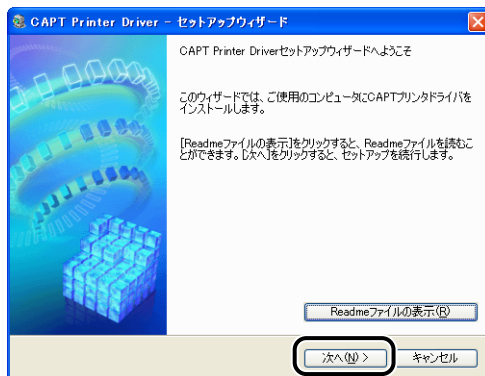 CAPT Printer Driver - セットアップウィザード
CAPT Printer Driverセットアップウィザードへようこそ
このウィザードでは、ご使用のコンピュータにCAPTプリンタドライバを
インストールします。
[Readmeファイルの表示]をクリックすると、Readmeファイルを読むこ
とができます。[次へ]をクリックすると、セットアップを続行します。
Readmeファイルの表示(R)
次へ(N) >
キャンセル